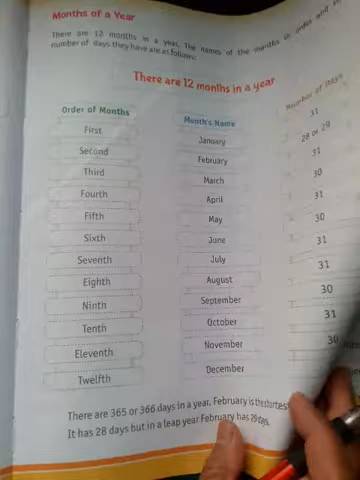 Months of a Year
There are 12 months in a year. The names of the months in order and
number of days they have are as follows:
There are 12 months in a year
Order of Months Month's Name Number of Days
First January 31
Second February 28 or 29
Third March 31
Fourth April 30
Fifth May 31
Sixth June 30
Seventh July 31
Eighth August 31
Ninth September 30
Tenth October 31
Eleventh November 30
Twelfth December
There are 365 or 366 days in a year. February is the shortes
It has 28 days but in a leap year February has 29 days.